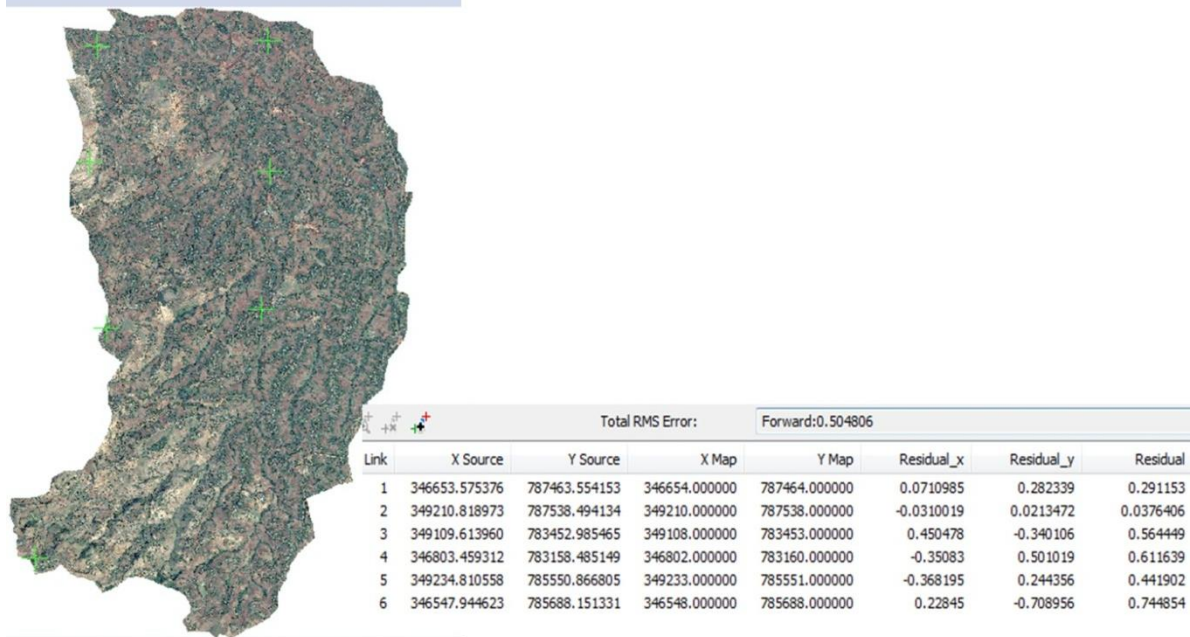 Total RMS Error: Forward:0.504806
Link X Source Y Source X Map Y Map Residual_x Residual_y Residual
1 346653.575376 787463.554153 346654.000000 787464.000000 0.0710985 0.282339 0.291153
2 349210.818973 787538.494134 349210.000000 787538.000000 -0.0310019 0.0213472 0.0376406
3 349109.613960 783452.985465 349108.000000 783453.000000 0.450478 -0.340106 0.564449
4 346803.459312 783158.485149 346802.000000 783160.000000 -0.35083 0.501019 0.611639
5 349234.810558 785550.866805 349233.000000 785551.000000 -0.368195 0.244356 0.441902
6 346547.944623 785688.151331 346548.000000 785688.000000 0.22845 -0.708956 0.744854